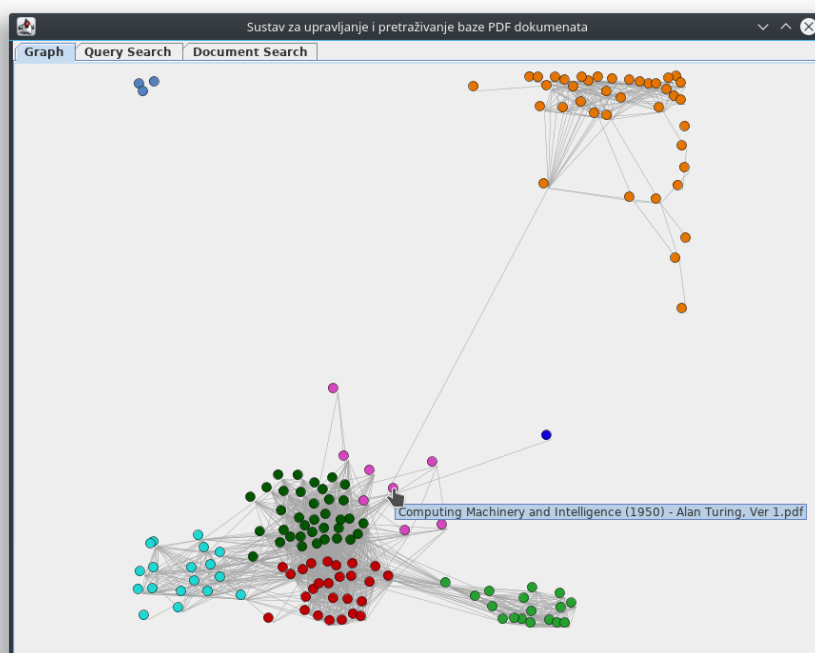 Sustav za upravljanje i pretraživanje baze PDF dokumenata
Graph Query Search Document Search
Computing Machinery and Intelligence (1950) - Alan Turing, Ver 1.pdf